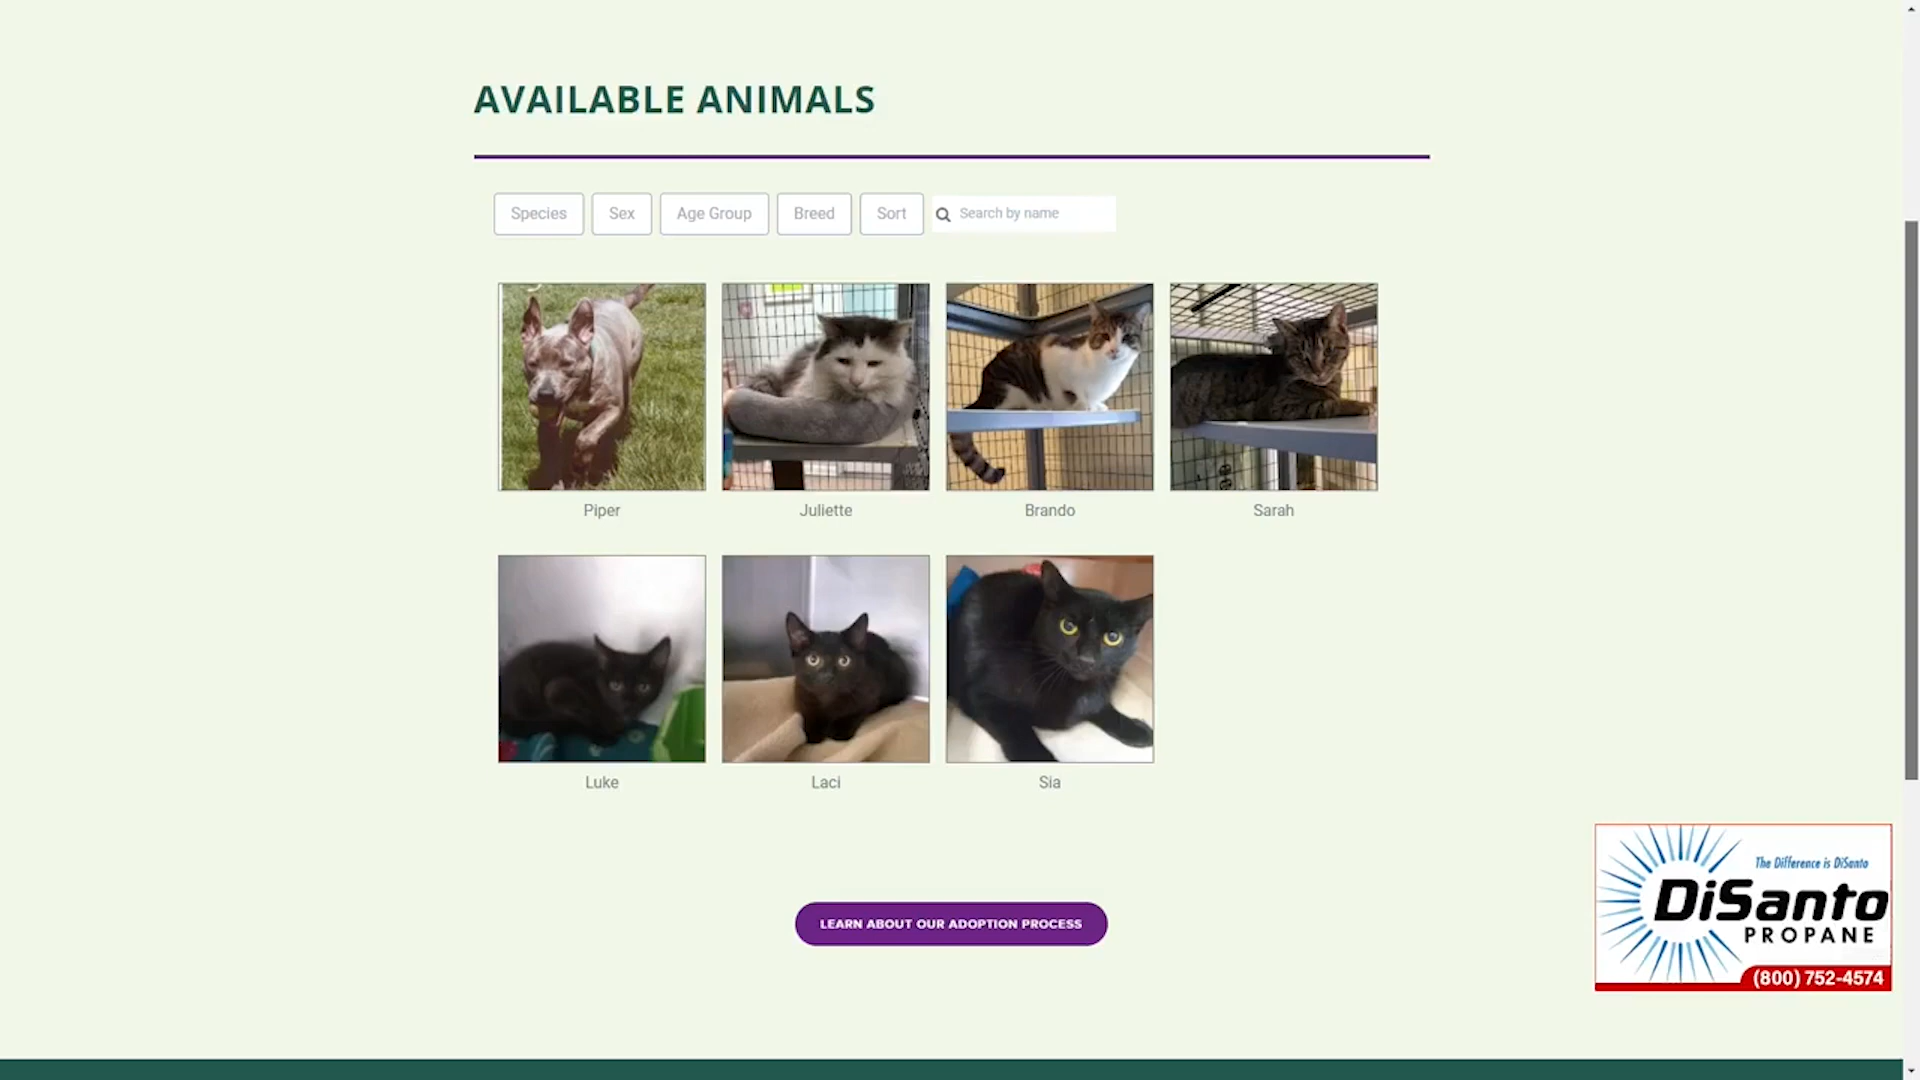 AVAILABLE ANIMALS
Species Sex Age Group Breed Sort Search by name
Piper Juliette Brando Sarah
Luke Laci Sia
LEARN ABOUT OUR ADOPTION PROCESS
The Difference is DiSanto
DiSanto
PROPANE
(800) 752-4574